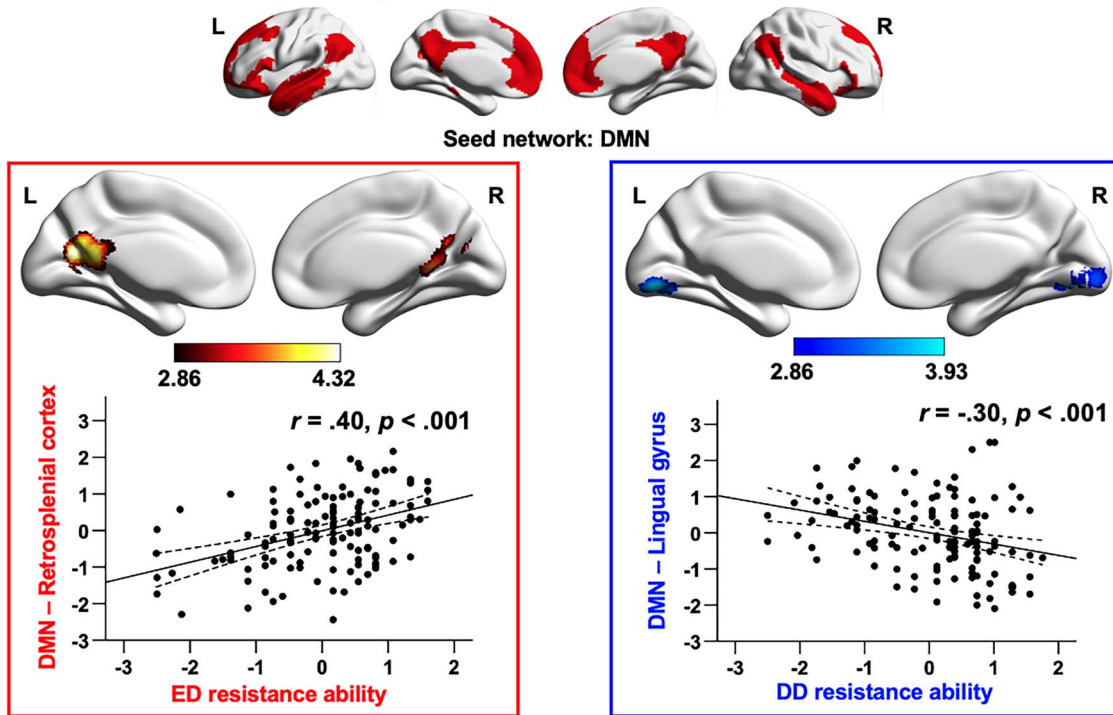 L R
Seed network: DMN
L R
2.86 4.32
r = .40, p < .001
DMN – Retrosplenial cortex
3
2
1
0
-1
-2
-3
-3 -2 -1 0 1 2
ED resistance ability
L R
2.86 3.93
r = -.30, p < .001
DMN – Lingual gyrus
3
2
1
0
-1
-2
-3
-3 -2 -1 0 1 2
DD resistance ability